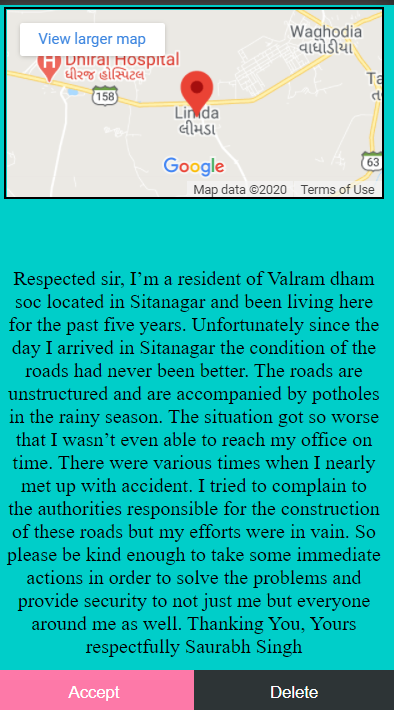 View larger map
Waghodia
વાઘોડીયા
Dhiraj Hospital
ધીરજ હોસ્પિટલ
158
Limda
લીમડા
63
Google
Map data ©2020 Terms of Use
Respected sir, I’m a resident of Valram dham
soc located in Sitanagar and been living here
for the past five years. Unfortunately since the
day I arrived in Sitanagar the condition of the
roads had never been better. The roads are
unstructured and are accompanied by potholes
in the rainy season. The situation got so worse
that I wasn’t even able to reach my office on
time. There were various times when I nearly
met up with accident. I tried to complain to
the authorities responsible for the construction
of these roads but my efforts were in vain. So
please be kind enough to take some immediate
actions in order to solve the problems and
provide security to not just me but everyone
around me as well. Thanking You, Yours
respectfully Saurabh Singh
Accept Delete